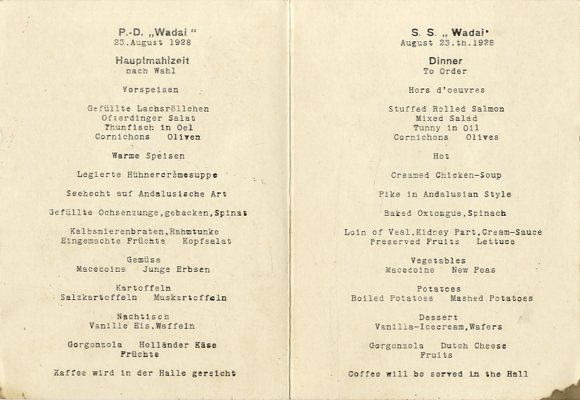 P.-D. „Wadai“
23.August 1928
Hauptmahlzeit
nach Wahl
Vorspeisen
Gefüllte Lachsröllchen
Ofterdinger Salat
Thunfisch in Oel
Cornichons Oliven
Warme Speisen
Legierte Hühnercrèmesuppe
Seehecht auf Andalusische Art
Gefüllte Ochsenzunge,gebacken,Spinat
Kalbsnierenbraten,Rahmtunke
Eingemachte Früchte Kopfsalat
Gemüse
Macecoine Junge Erbsen
Kartoffeln
Salzkartoffeln Muskartoffeln
Nachtisch
Vanille Eis,Waffeln
Gorgonzola Holländer Käse
Früchte
Kaffee wird in der Halle gereicht
S. S. „Wadai“
August 23.th.1928
Dinner
To Order
Hors d'oeuvres
Stuffed Rolled Salmon
Mixed Salad
Tunny in Oil
Cornichons Olives
Hot
Creamed Chicken-Soup
Pike in Andalusian Style
Baked Oxtongue,Spinach
Loin of Veal,Kidney Part,Cream-Sauce
Preserved Fruits Lettuce
Vegetables
Macedoine New Peas
Potatoes
Boiled Potatoes Mashed Potatoes
Dessert
Vanilla-Icecream,Wafers
Gorgonzola Dutch Cheese
Fruits
Coffee will be served in the Hall